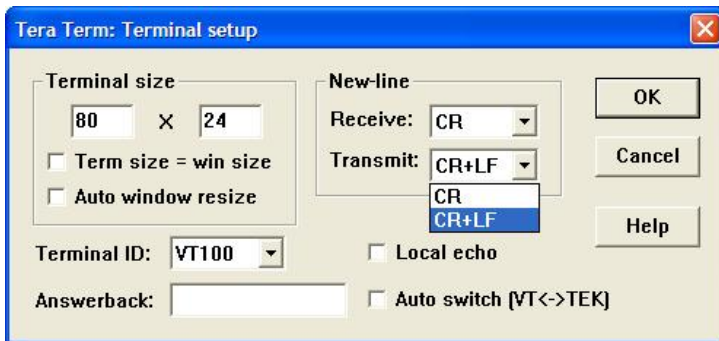 Tera Term: Terminal setup
Terminal size
80 X 24
Term size = win size
Auto window resize
New-line
Receive: CR
Transmit: CR+LF
CR
CR+LF
OK
Cancel
Help
Terminal ID: VT100
Local echo
Answerback:
Auto switch (VT<->TEK)